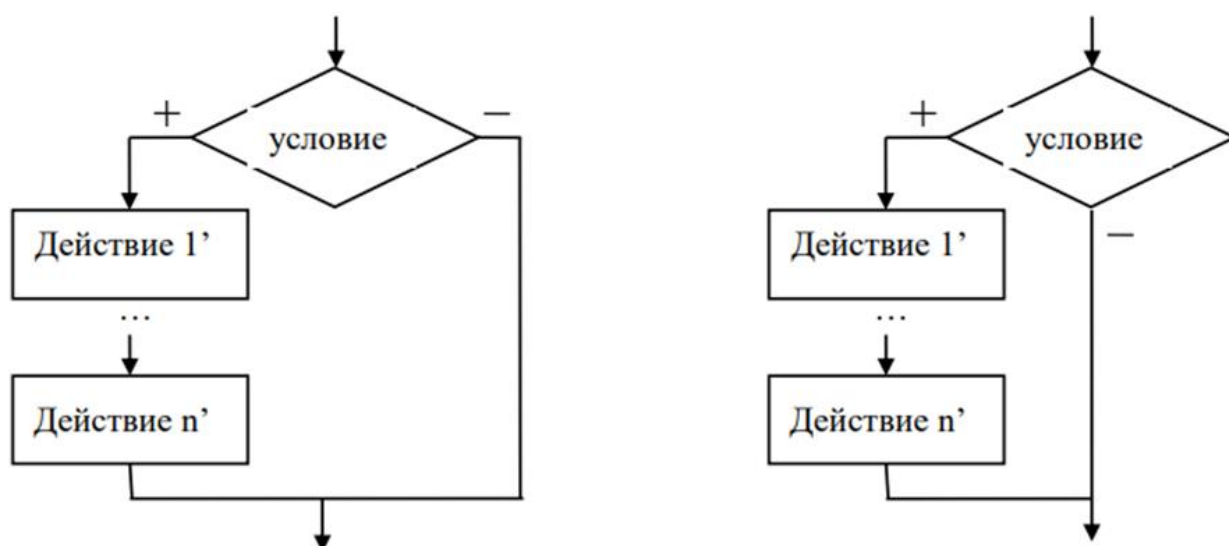 + −
условие
Действие 1’
...
Действие n’
+
условие
−
Действие 1’
...
Действие n’